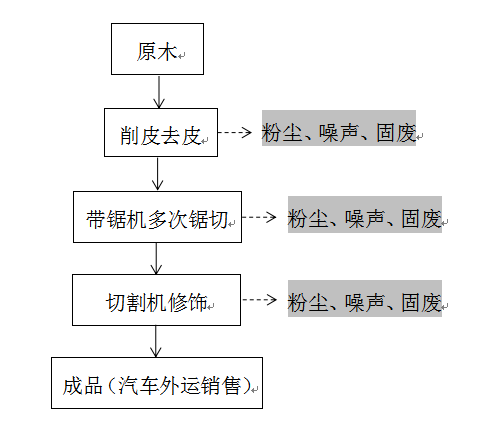 原木
削皮去皮
粉尘、噪声、固废
带锯机多次锯切
粉尘、噪声、固废
切割机修饰
粉尘、噪声、固废
成品(汽车外运销售)